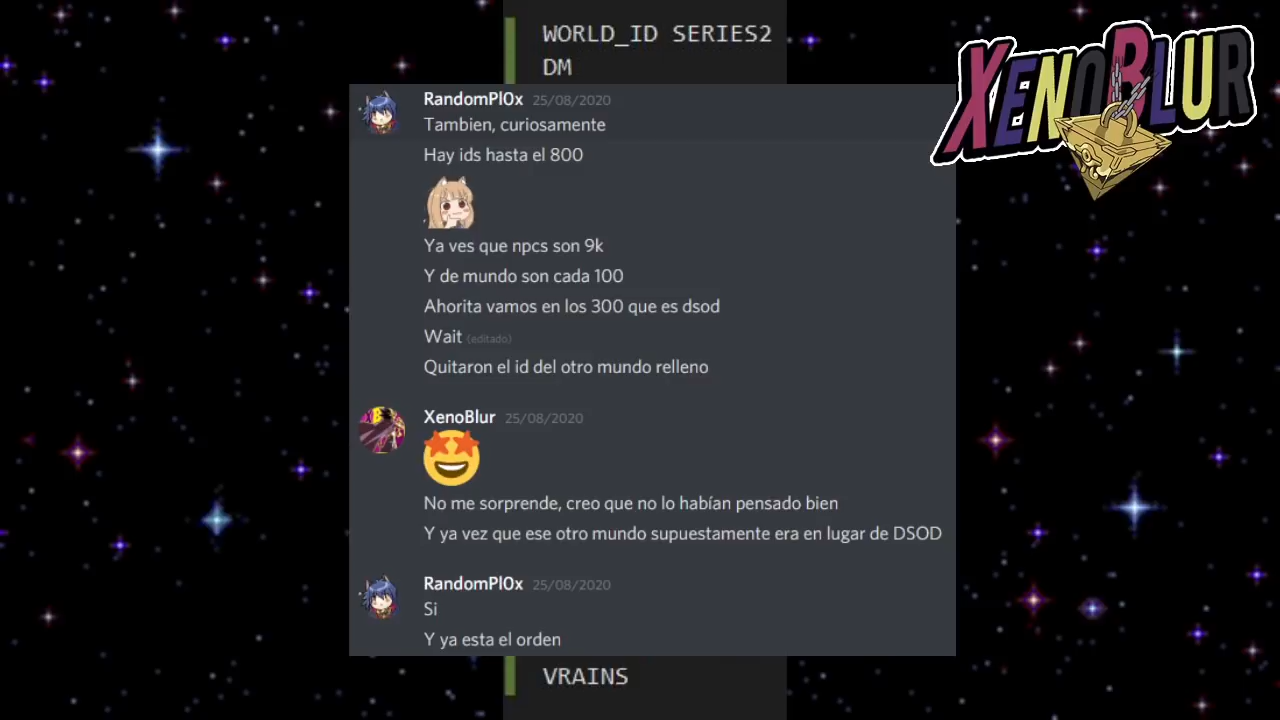 WORLD_ID SERIES2
DM
XENOBLUR
RandomPl0x 25/08/2020
Tambien, curiosamente
Hay ids hasta el 800
Ya ves que npcs son 9k
Y de mundo son cada 100
Ahorita vamos en los 300 que es dsod
Wait (editado)
Quitaron el id del otro mundo relleno
XenoBlur 25/08/2020
No me sorprende, creo que no lo habían pensado bien
Y ya vez que ese otro mundo supuestamente era en lugar de DSOD
RandomPl0x 25/08/2020
Si
Y ya esta el orden
VRAINS